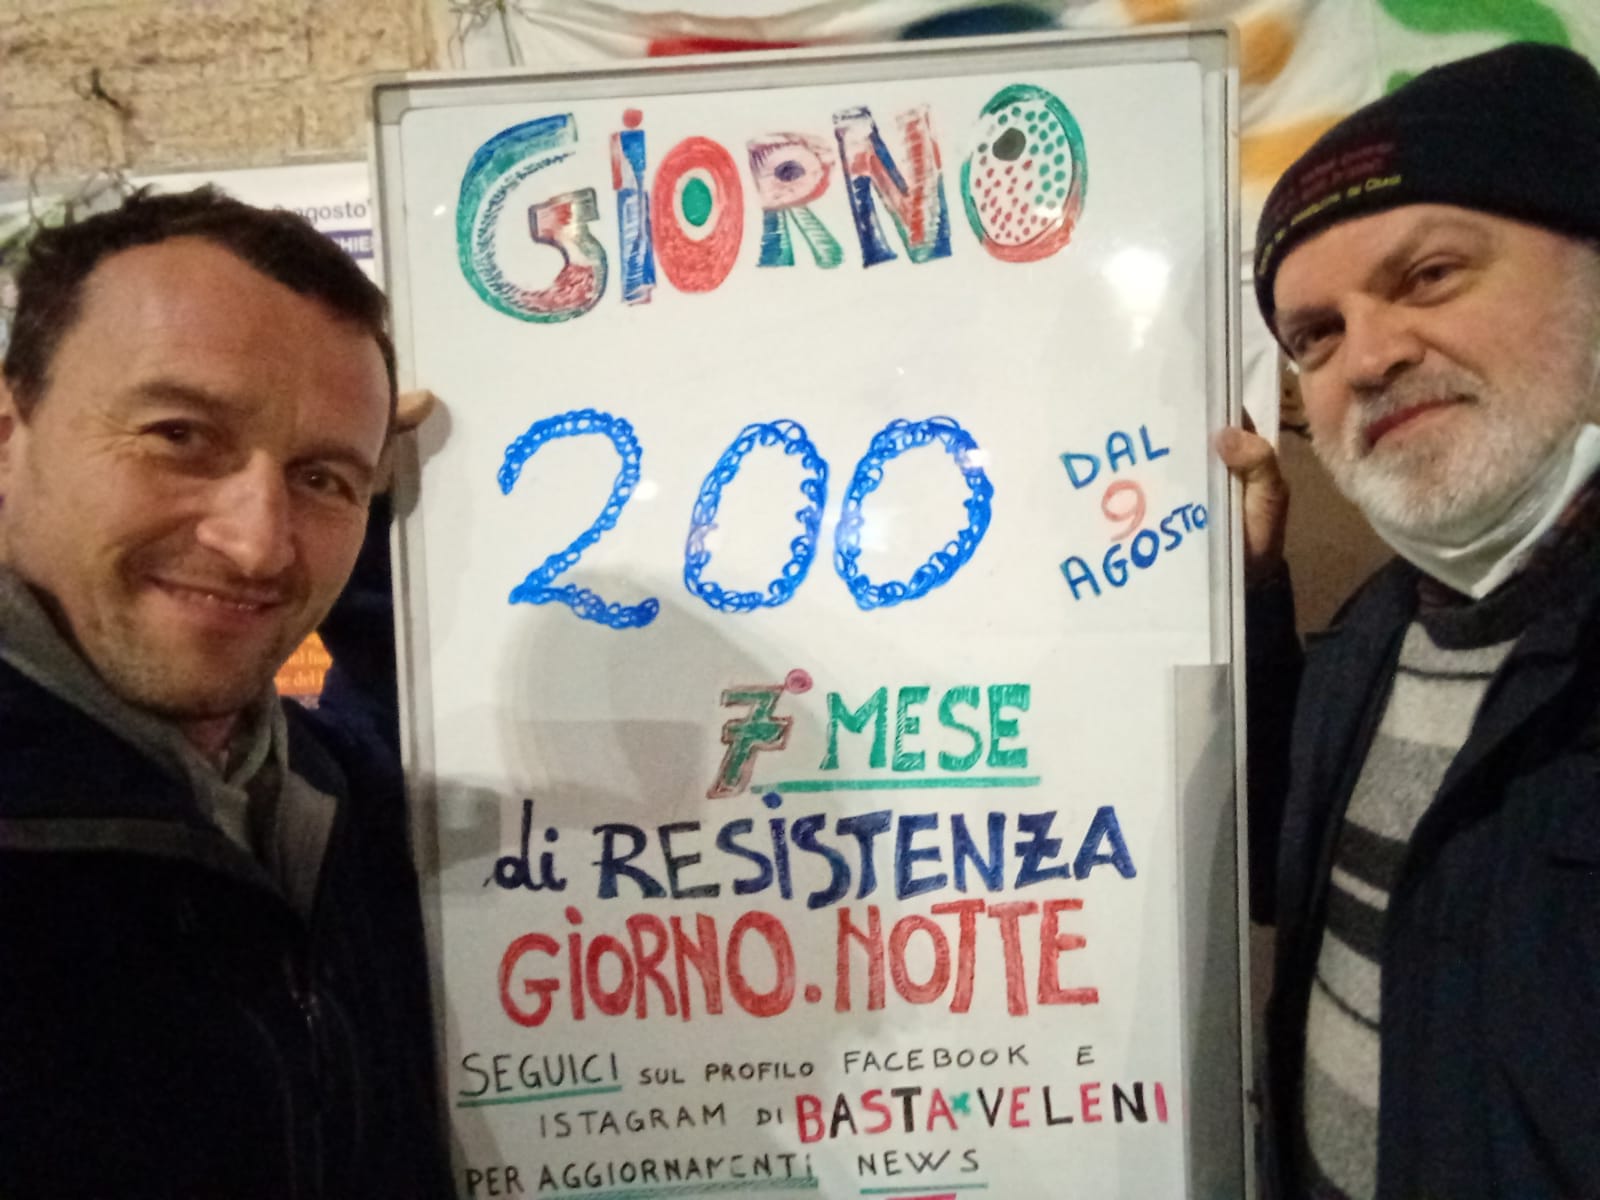 GiORNO
200
DAL
9
AGOSTO
7° MESE
di RESiSTENZA
GiORNO.NOTTE
SEGUICI SUL PROFILO FACEBOOK E
ISTAGRAM DI BASTA VELENI
PER AGGIORNAMENTI NEWS
agosto"